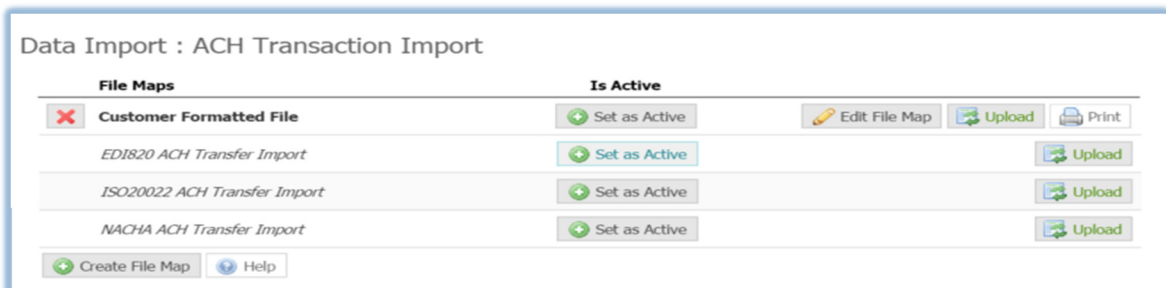 Data Import : ACH Transaction Import
File Maps Is Active
Customer Formatted File Set as Active Edit File Map Upload Print
EDI820 ACH Transfer Import Set as Active Upload
ISO20022 ACH Transfer Import Set as Active Upload
NACHA ACH Transfer Import Set as Active Upload
Create File Map Help